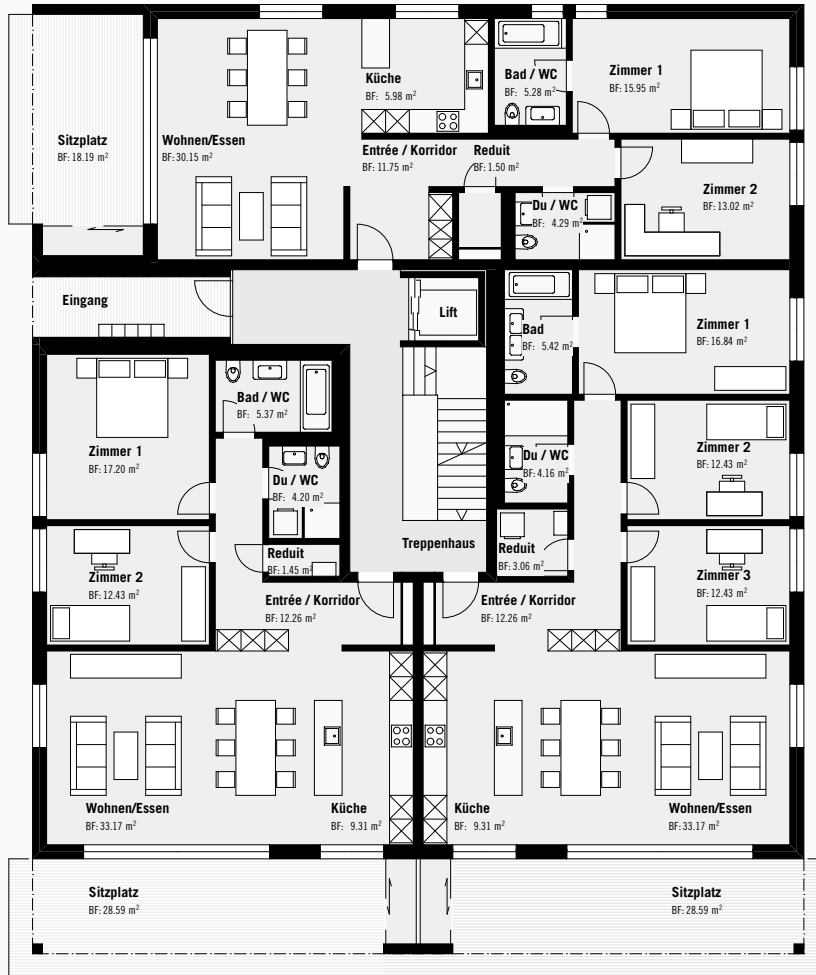 Küche
BF: 5.98 m²
Bad / WC
BF: 5.28 m²
Zimmer 1
BF: 15.95 m²
Sitzplatz
BF: 18.19 m²
Wohnen/Essen
BF: 30.15 m²
Entrée / Korridor
BF: 11.75 m²
Reduit
BF: 1.50 m²
Zimmer 2
BF: 13.02 m²
Du / WC
BF: 4.29 m²
Eingang
Lift
Bad
BF: 5.42 m²
Zimmer 1
BF: 16.84 m²
Bad / WC
BF: 5.37 m²
Zimmer 1
BF: 17.20 m²
Du / WC
BF: 4.20 m²
Du / WC
BF: 4.16 m²
Zimmer 2
BF: 12.43 m²
Treppenhaus
Reduit
BF: 1.45 m²
Reduit
BF: 3.06 m²
Zimmer 2
BF: 12.43 m²
Zimmer 3
BF: 12.43 m²
Entrée / Korridor
BF: 12.26 m²
Entrée / Korridor
BF: 12.26 m²
Wohnen/Essen
BF: 33.17 m²
Küche
BF: 9.31 m²
Küche
BF: 9.31 m²
Wohnen/Essen
BF: 33.17 m²
Sitzplatz
BF: 28.59 m²
Sitzplatz
BF: 28.59 m²